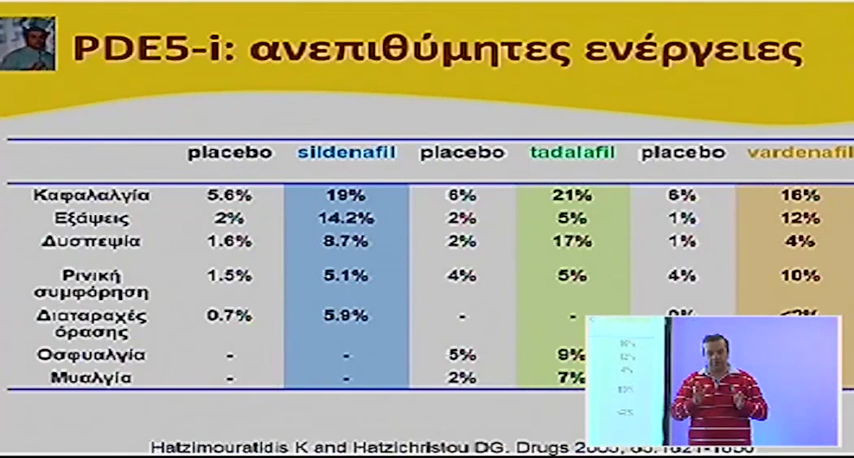 PDE5-i: ανεπιθύμητες ενέργειες
placebo sildenafil placebo tadalafil placebo vardenafil
Καφαλαλγία 5.6% 19% 6% 21% 6% 16%
Εξάψεις 2% 14.2% 2% 5% 1% 12%
Δυσπεψία 1.6% 8.7% 2% 17% 1% 4%
Ρινική
συμφόρηση 1.5% 5.1% 4% 5% 4% 10%
Διαταραχές
όρασης 0.7% 5.9% - - 0% <2%
Οσφυαλγία - - 5% 9%
Μυαλγία - - 2% 7%
Hatzimouratidis K and Hatzichristou DG. Drugs